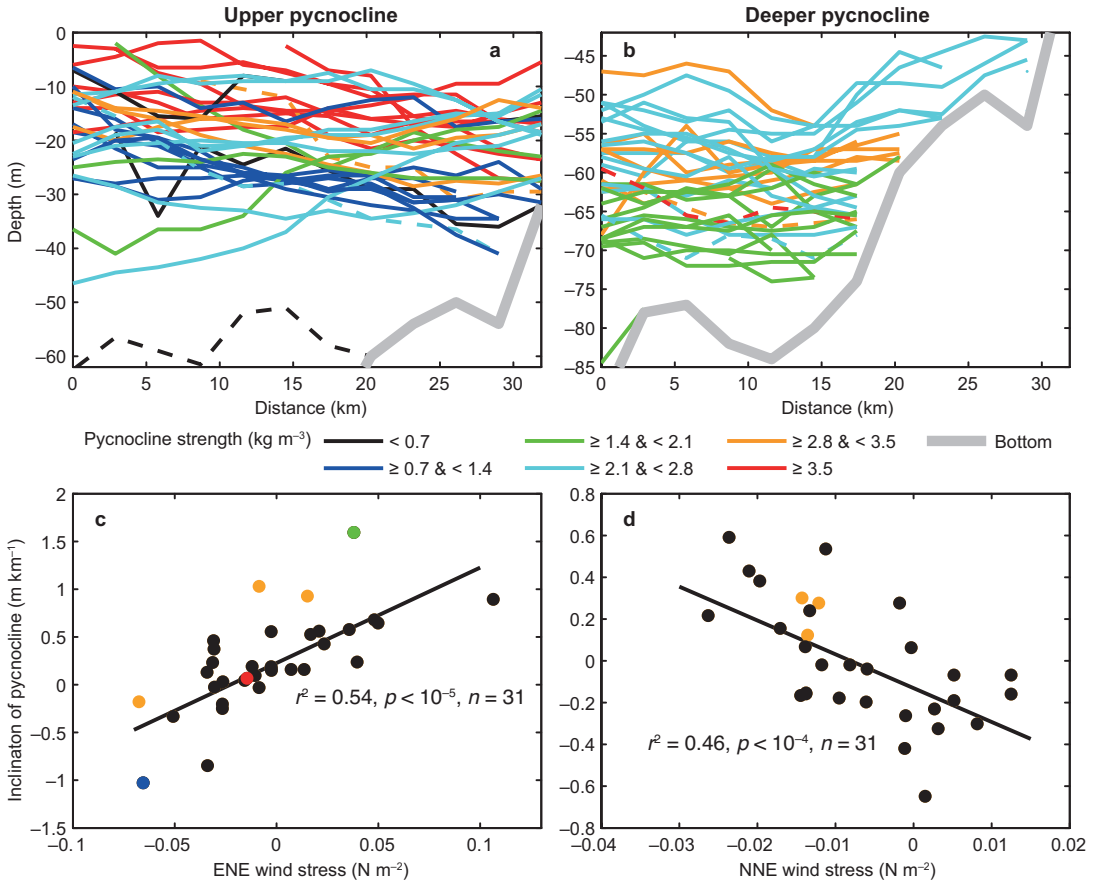 Upper pycnocline
Deeper pycnocline
a
b
0
–10
–20
–30
–40
–50
–60
Depth (m)
–45
–50
–55
–60
–65
–70
–75
–80
–85
0 5 10 15 20 25 30
0 5 10 15 20 25 30
Distance (km)
Distance (km)
Pycnocline strength (kg m–3)
< 0.7
≥ 1.4 & < 2.1
≥ 2.8 & < 3.5
Bottom
≥ 0.7 & < 1.4
≥ 2.1 & < 2.8
≥ 3.5
c
d
2
1.5
1
0.5
0
–0.5
–1
–1.5
Inclinaton of pycnocline (m km–1)
0.8
0.6
0.4
0.2
0
–0.2
–0.4
–0.6
–0.8
r2 = 0.54, p < 10–5, n = 31
r2 = 0.46, p < 10–4, n = 31
–0.1 –0.05 0 0.05 0.1
–0.04 –0.03 –0.02 –0.01 0 0.01 0.02
ENE wind stress (N m–2)
NNE wind stress (N m–2)